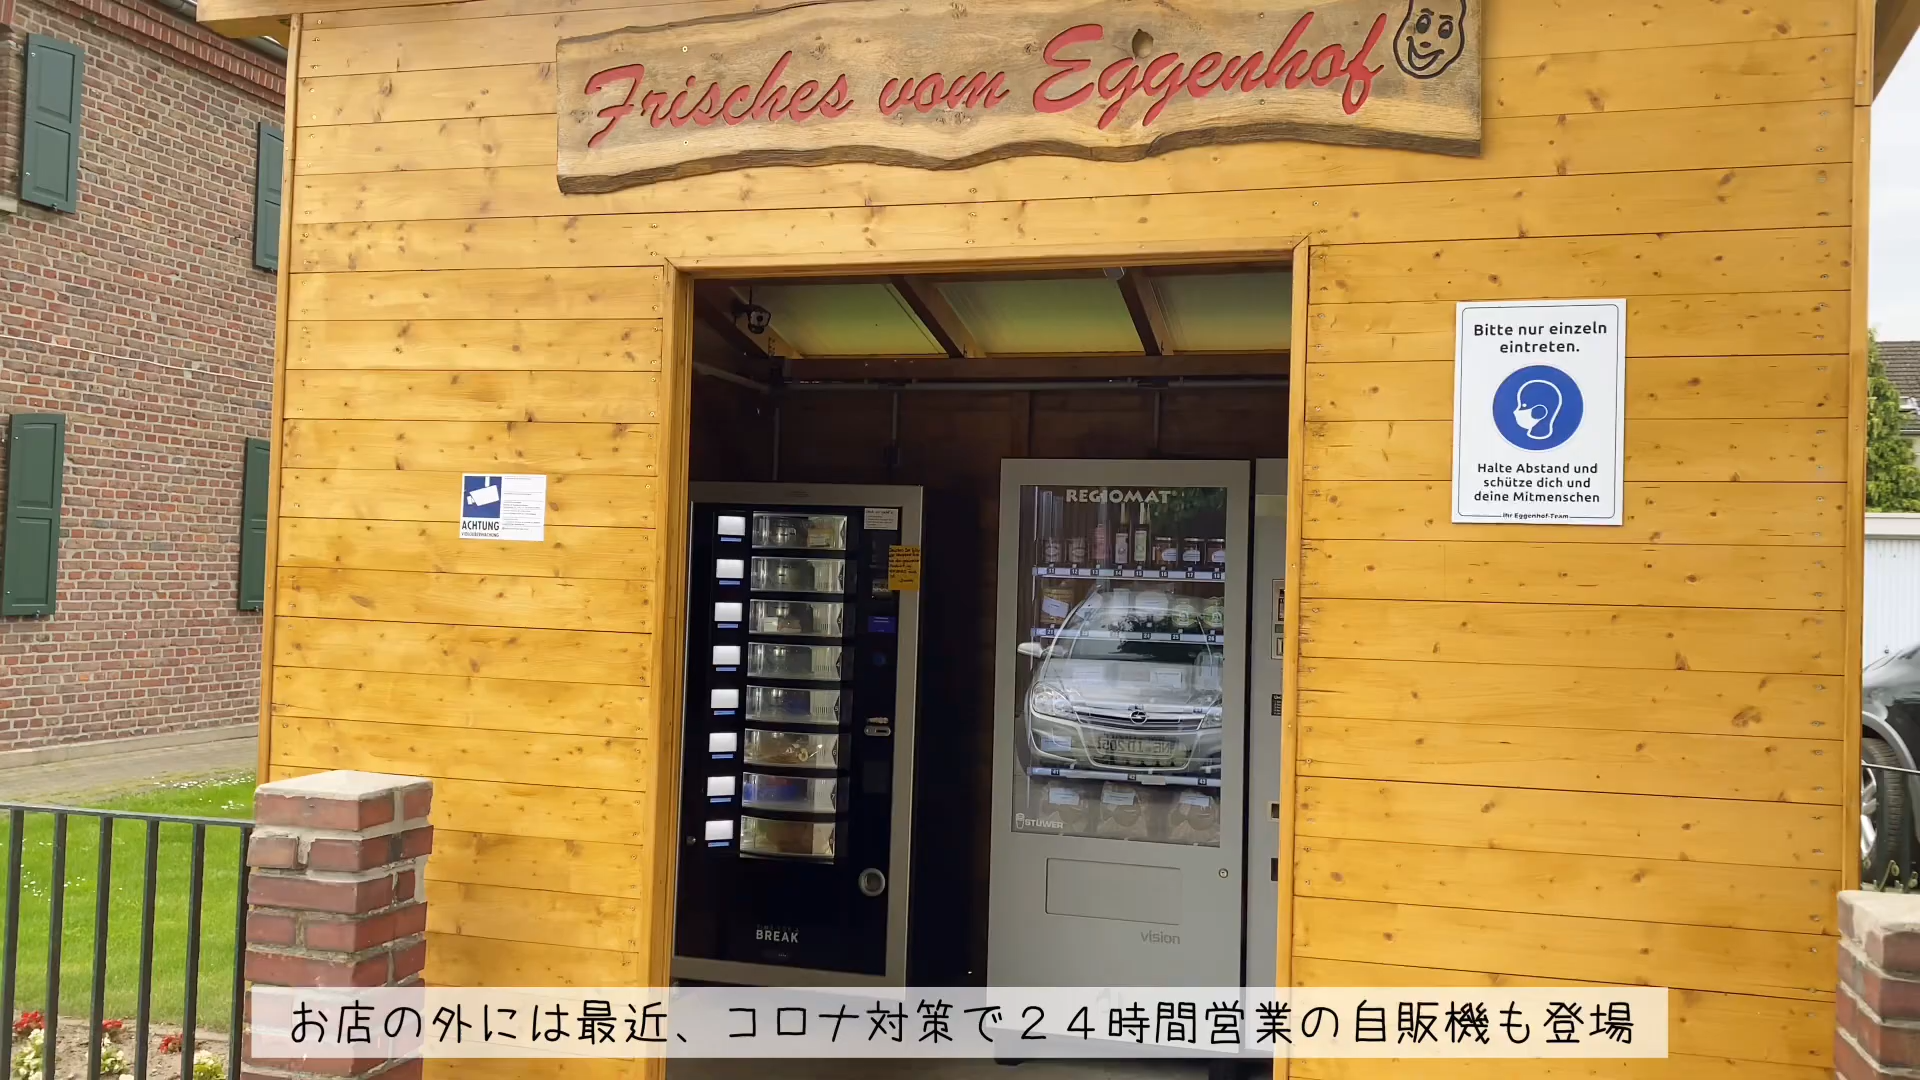 Frisches vom Eggenhof
Bitte nur einzeln
eintreten.
Halte Abstand und
schütze dich und
deine Mitmenschen
Ihr Eggenhof-Team
ACHTUNG
VIDEOÜBERWACHUNG
REGIOMAT
STÜWER
vision
BREAK
お店の外には最近、コロナ対策で２４時間営業の自販機も登場